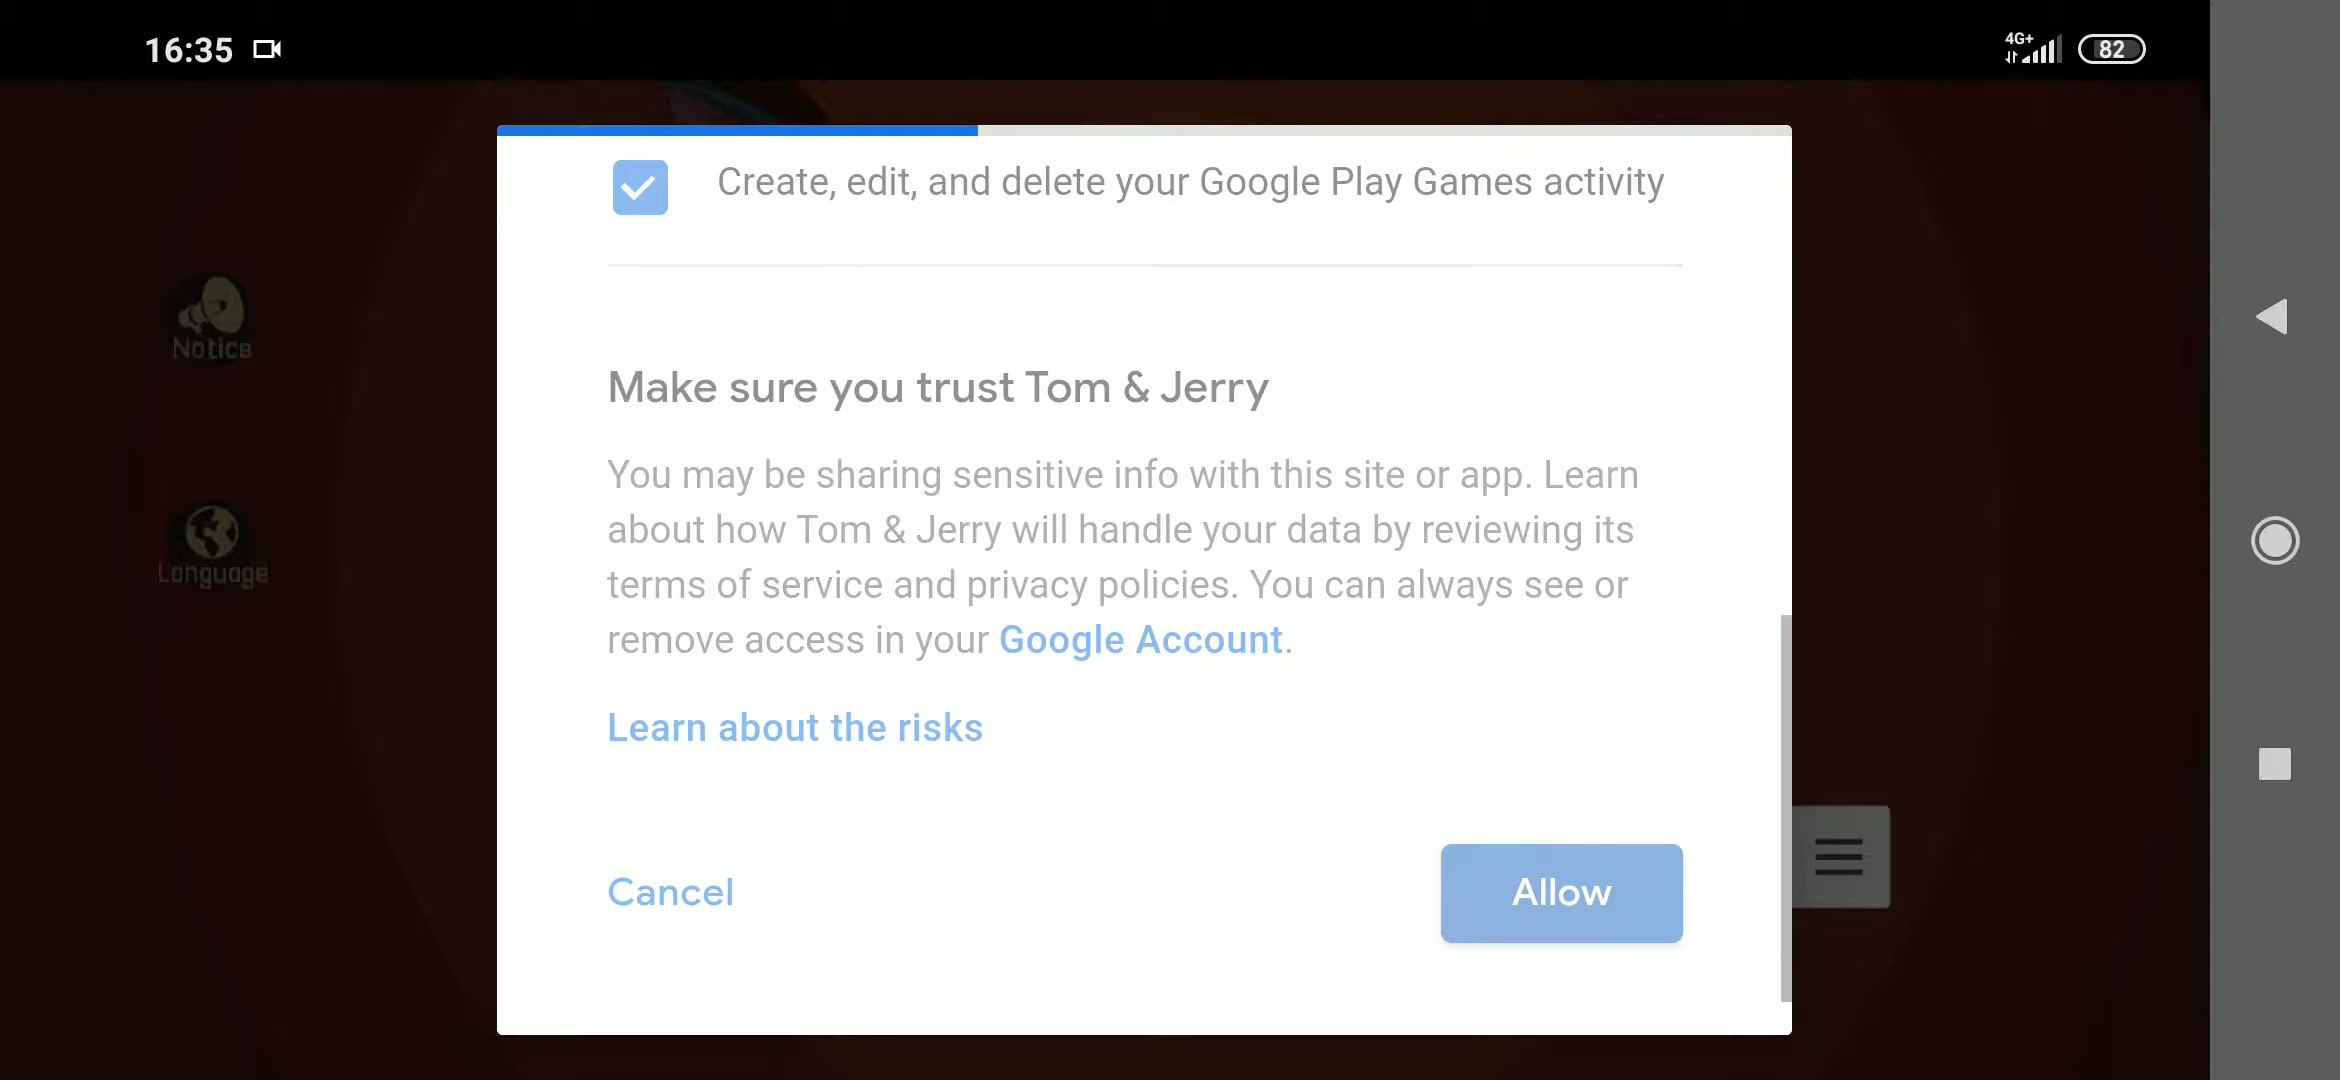 16:35
4G+
82
Create, edit, and delete your Google Play Games activity
Notice
Make sure you trust Tom & Jerry
You may be sharing sensitive info with this site or app. Learn
about how Tom & Jerry will handle your data by reviewing its
terms of service and privacy policies. You can always see or
remove access in your Google Account.
Language
Learn about the risks
Cancel
Allow